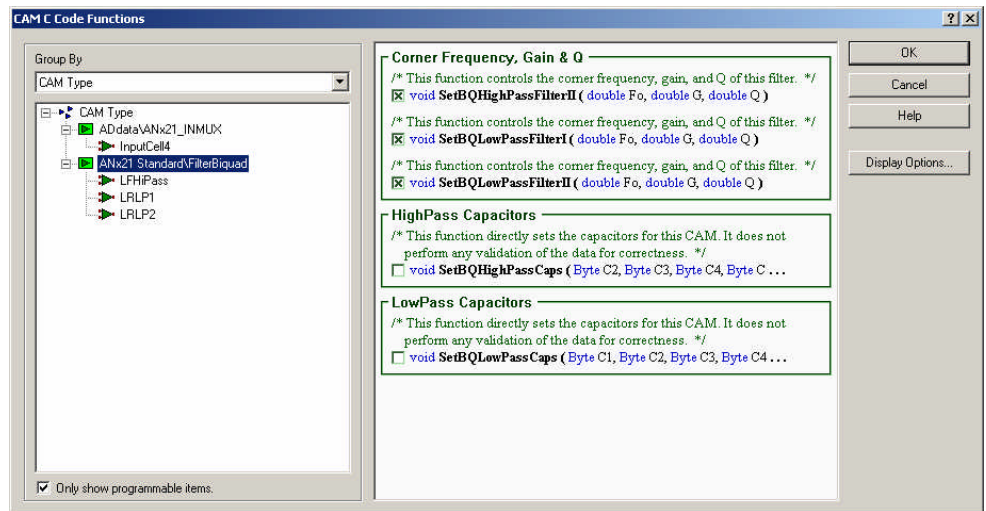 CAM C Code Functions
Group By
CAM Type
CAM Type
ADdata\ANx21_INMUX
InputCell4
ANx21 Standard\FilterBiquad
LFHiPass
LRLP1
LRLP2
Only show programmable items.
Corner Frequency, Gain & Q
/* This function controls the corner frequency, gain, and Q of this filter. */
void SetBQHighPassFilterII ( double Fo, double G, double Q )
/* This function controls the corner frequency, gain, and Q of this filter. */
void SetBQLowPassFilterI ( double Fo, double G, double Q )
/* This function controls the corner frequency, gain, and Q of this filter. */
void SetBQLowPassFilterII ( double Fo, double G, double Q )
HighPass Capacitors
/* This function directly sets the capacitors for this CAM. It does not
perform any validation of the data for correctness. */
void SetBQHighPassCaps ( Byte C2, Byte C3, Byte C4, Byte C ...
LowPass Capacitors
/* This function directly sets the capacitors for this CAM. It does not
perform any validation of the data for correctness. */
void SetBQLowPassCaps ( Byte C1, Byte C2, Byte C3, Byte C4 ...
OK
Cancel
Help
Display Options...